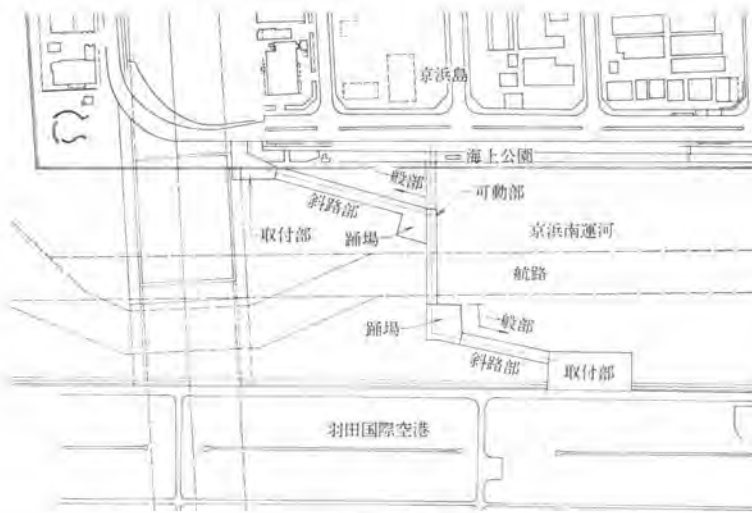 京浜島
海上公園
一般部
可動部
斜路部
取付部
踊場
京浜南運河
航路
踊場
一般部
斜路部
取付部
羽田国際空港